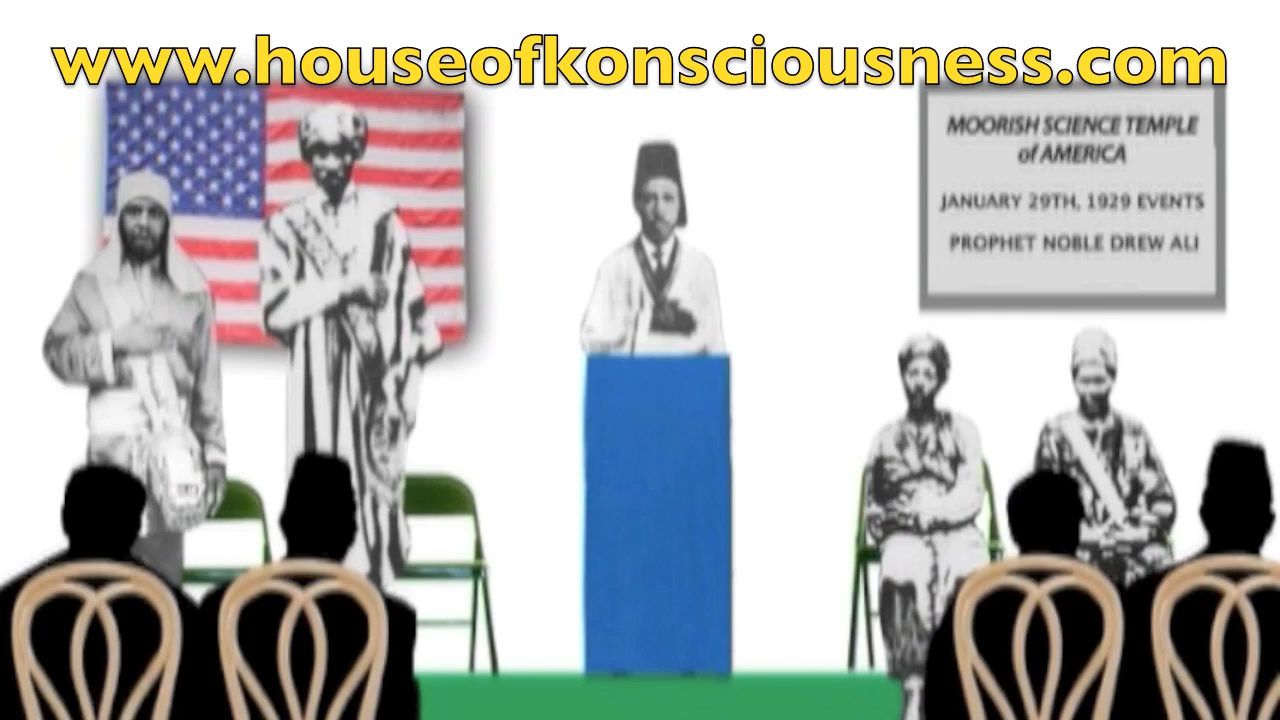 www.houseofkonsciousness.com
MOORISH SCIENCE TEMPLE
of AMERICA
JANUARY 29TH, 1929 EVENTS
PROPHET NOBLE DREW ALI